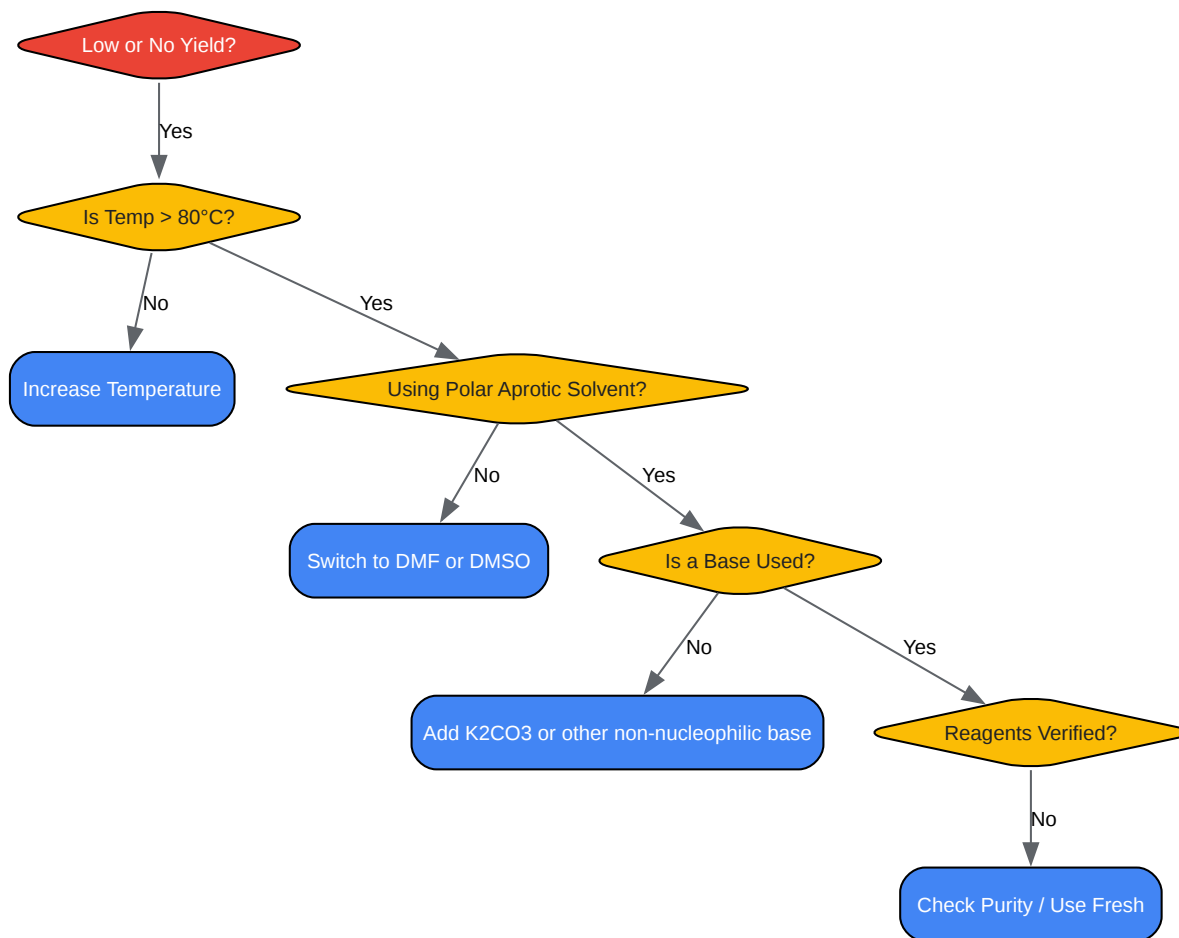 Low or No Yield?
Yes
Is Temp > 80°C?
No
Yes
Increase Temperature
Using Polar Aprotic Solvent?
No
Yes
Switch to DMF or DMSO
Is a Base Used?
No
Yes
Add K2CO3 or other non-nucleophilic base
Reagents Verified?
No
Check Purity / Use Fresh